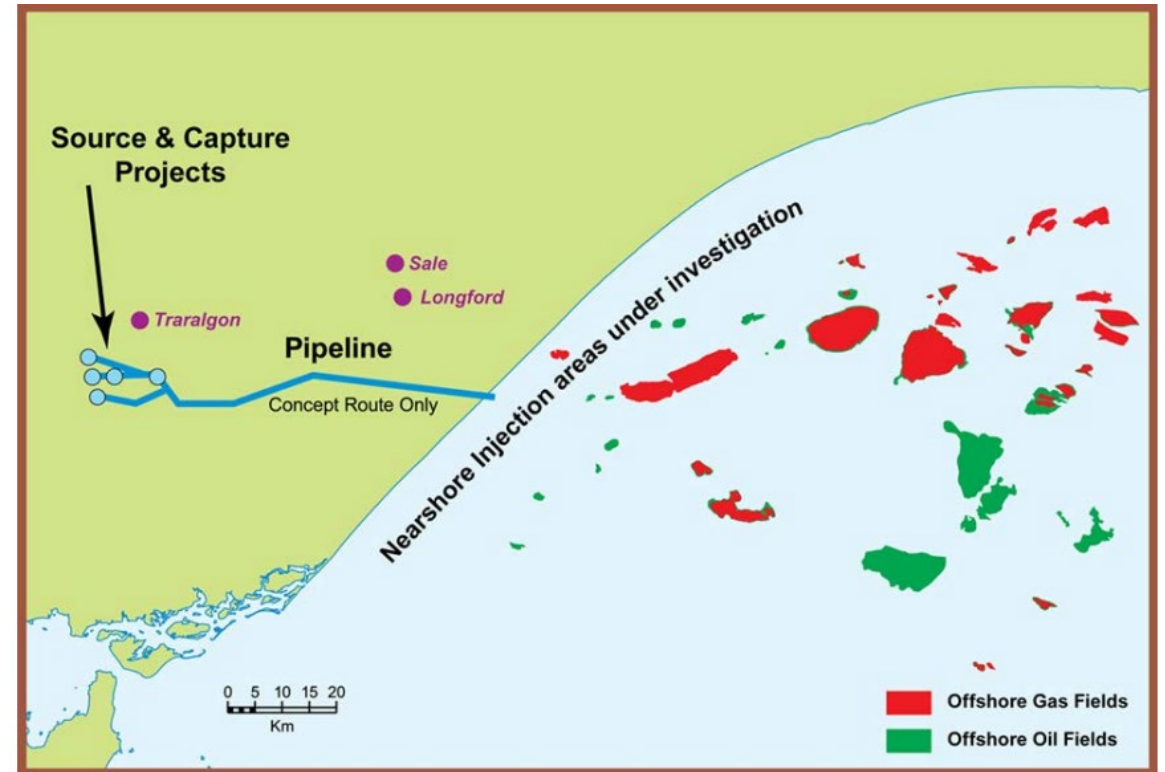 Source & Capture
Projects
Sale
Longford
Traralgon
Pipeline
Concept Route Only
Nearshore Injection areas under investigation
0 5 10 15 20
Km
Offshore Gas Fields
Offshore Oil Fields